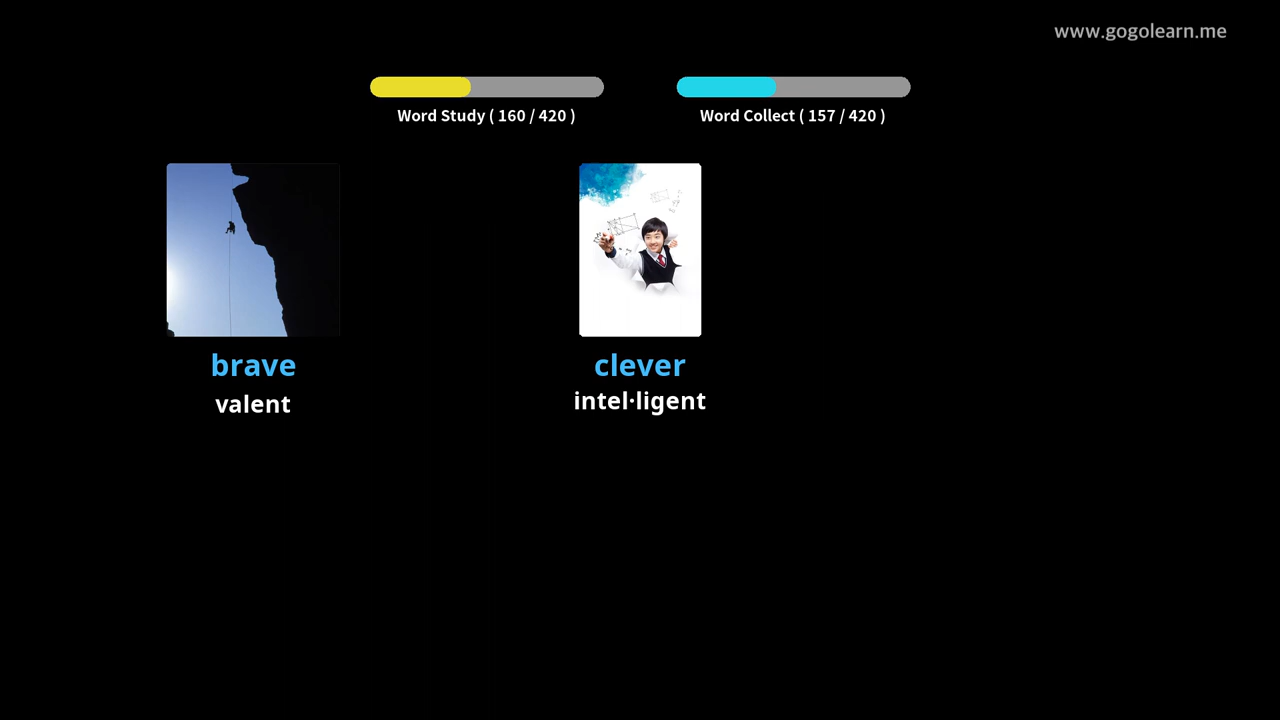 www.gogolearn.me
Word Study ( 160 / 420 )
Word Collect ( 157 / 420 )
brave
valent
clever
intel·ligent